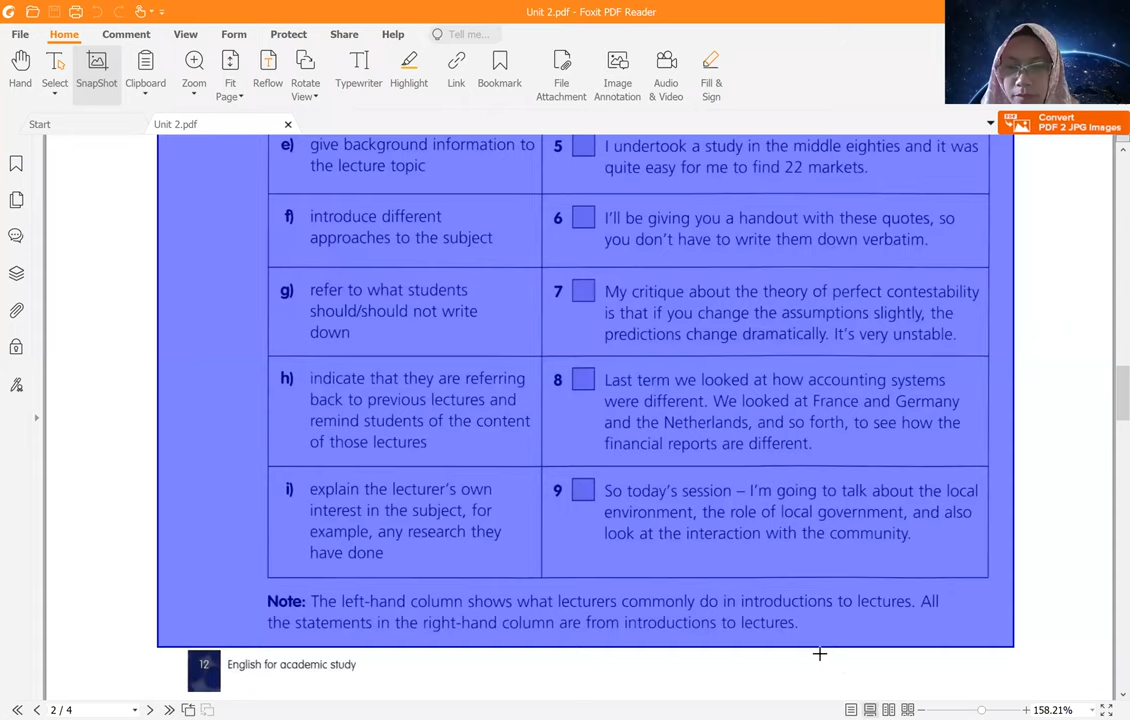 Unit 2.pdf - Foxit PDF Reader
File Home Comment View Form Protect Share Help Tell me...
Hand Select SnapShot Clipboard Zoom Fit Page Reflow Rotate View Typewriter Highlight Link Bookmark File Attachment Image Annotation Audio & Video Fill & Sign
Start Unit 2.pdf
Convert
PDF 2 JPG Images
e) give background information to
the lecture topic
5 I undertook a study in the middle eighties and it was
quite easy for me to find 22 markets.
f) introduce different
approaches to the subject
6 I'll be giving you a handout with these quotes, so
you don't have to write them down verbatim.
g) refer to what students
should/should not write
down
7 My critique about the theory of perfect contestability
is that if you change the assumptions slightly, the
predictions change dramatically. It's very unstable.
h) indicate that they are referring
back to previous lectures and
remind students of the content
of those lectures
8 Last term we looked at how accounting systems
were different. We looked at France and Germany
and the Netherlands, and so forth, to see how the
financial reports are different.
i) explain the lecturer's own
interest in the subject, for
example, any research they
have done
9 So today's session – I'm going to talk about the local
environment, the role of local government, and also
look at the interaction with the community.
Note: The left-hand column shows what lecturers commonly do in introductions to lectures. All
the statements in the right-hand column are from introductions to lectures.
12 English for academic study
2 / 4
158.21%